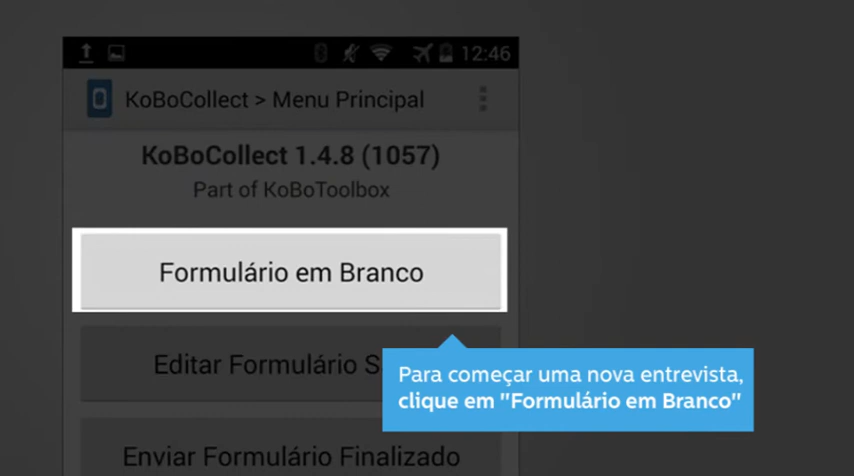 12:46
KoBoCollect > Menu Principal
KoBoCollect 1.4.8 (1057)
Part of KoBoToolbox
Formulário em Branco
Editar Formulário S
Para começar uma nova entrevista,
clique em "Formulário em Branco"
Enviar Formulário Finalizado